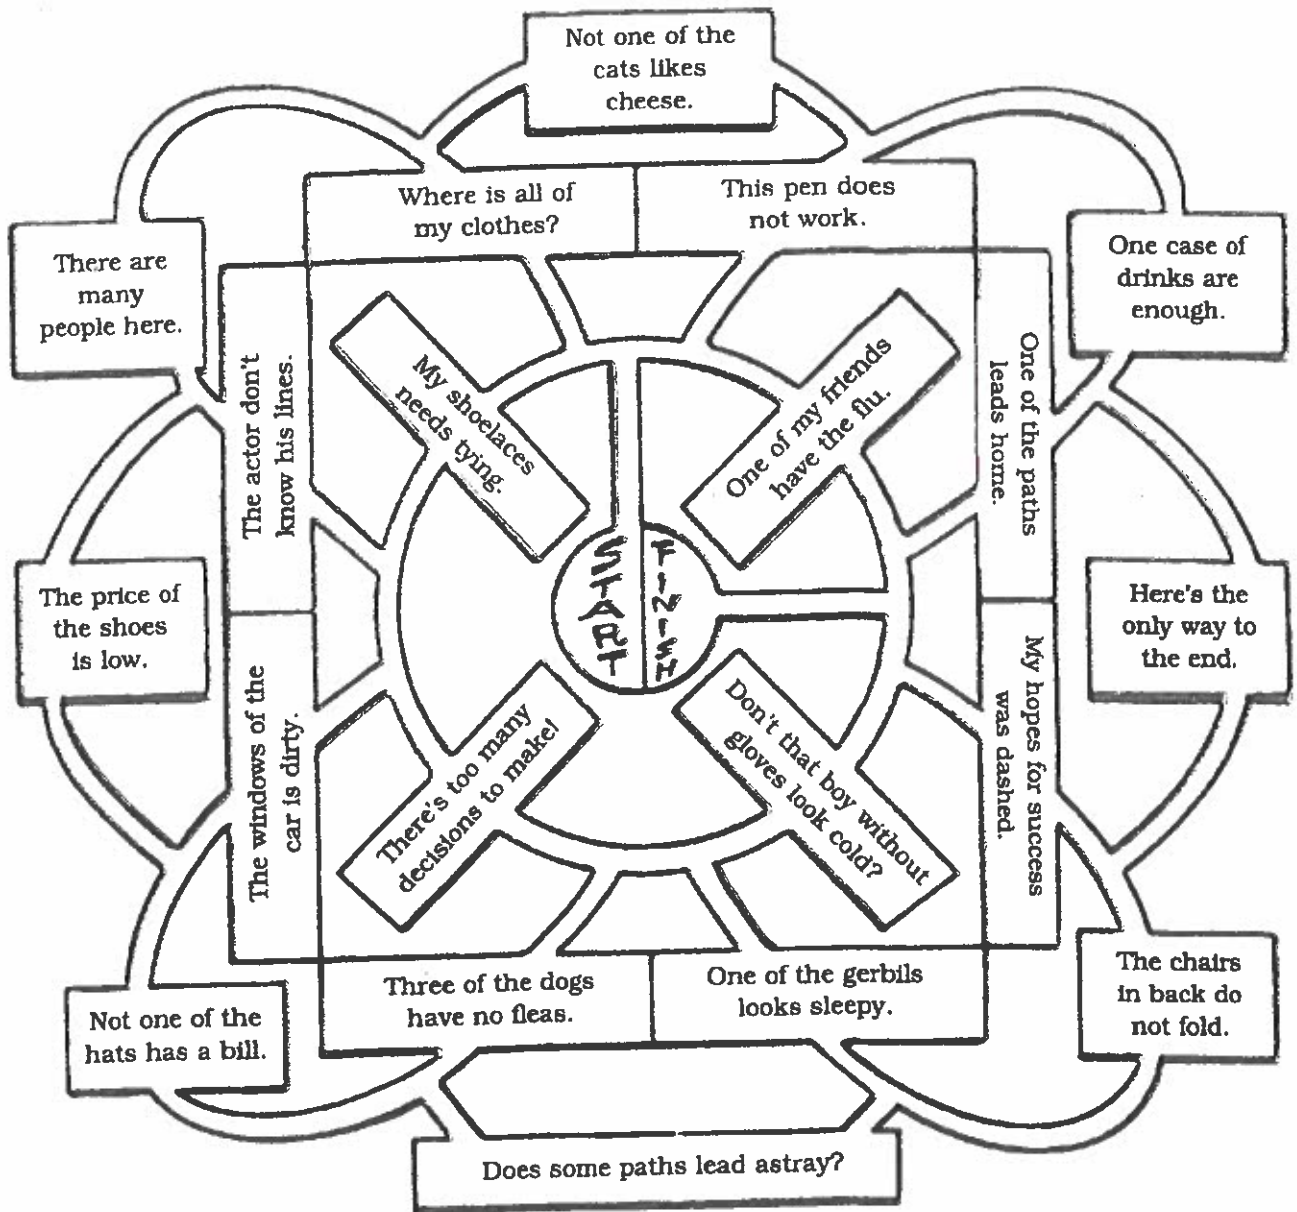 Not one of the
cats likes
cheese.
Where is all of
my clothes?
This pen does
not work.
There are
many
people here.
One case of
drinks are
enough.
The actor don't
know his lines.
My shoelaces
needs tying.
One of my friends
have the flu.
One of the paths
leads home.
START
FINISH
The price of
the shoes
is low.
Here's the
only way to
the end.
The windows of the
car is dirty.
There's too many
decisions to make!
Don't that boy without
gloves look cold?
My hopes for success
was dashed.
Three of the dogs
have no fleas.
One of the gerbils
looks sleepy.
Not one of the
hats has a bill.
The chairs
in back do
not fold.
Does some paths lead astray?